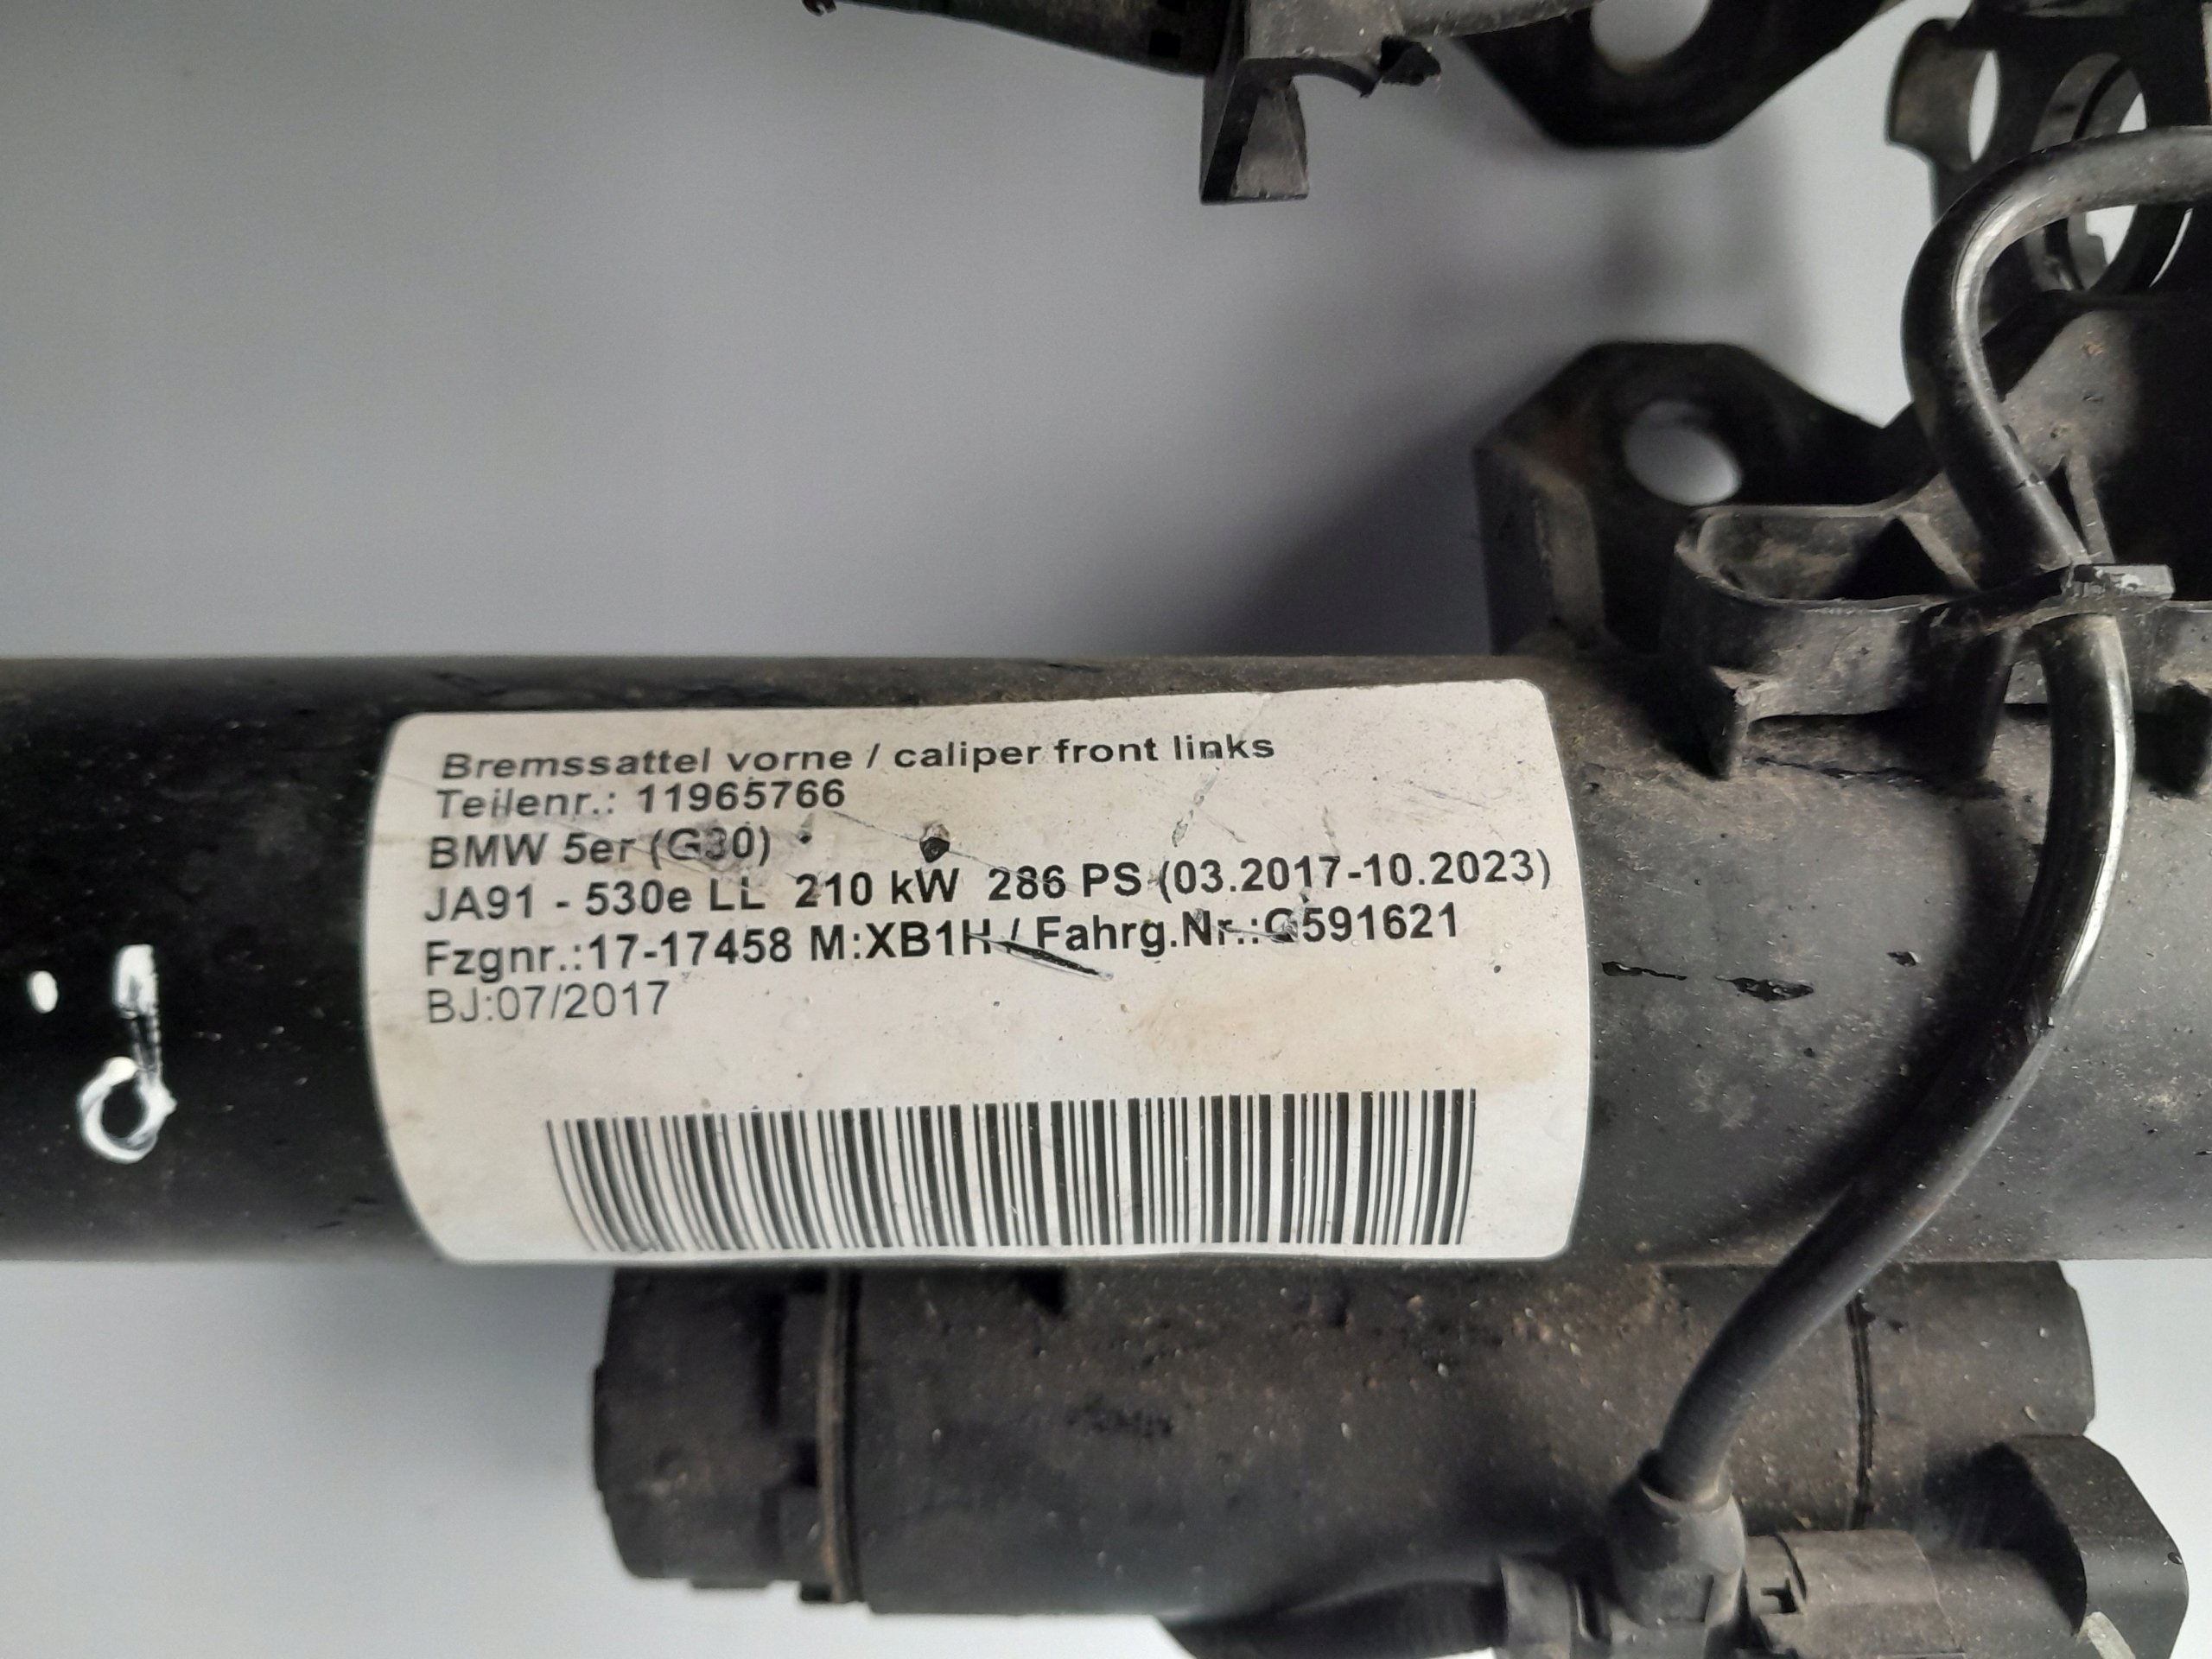 Bremssattel vorne / caliper front links
Teilenr.: 11965766
BMW 5er (G30)
JA91 - 530e LL 210 kW 286 PS (03.2017-10.2023)
Fzgnr.:17-17458 M:XB1H / Fahrg.Nr.:G591621
BJ:07/2017